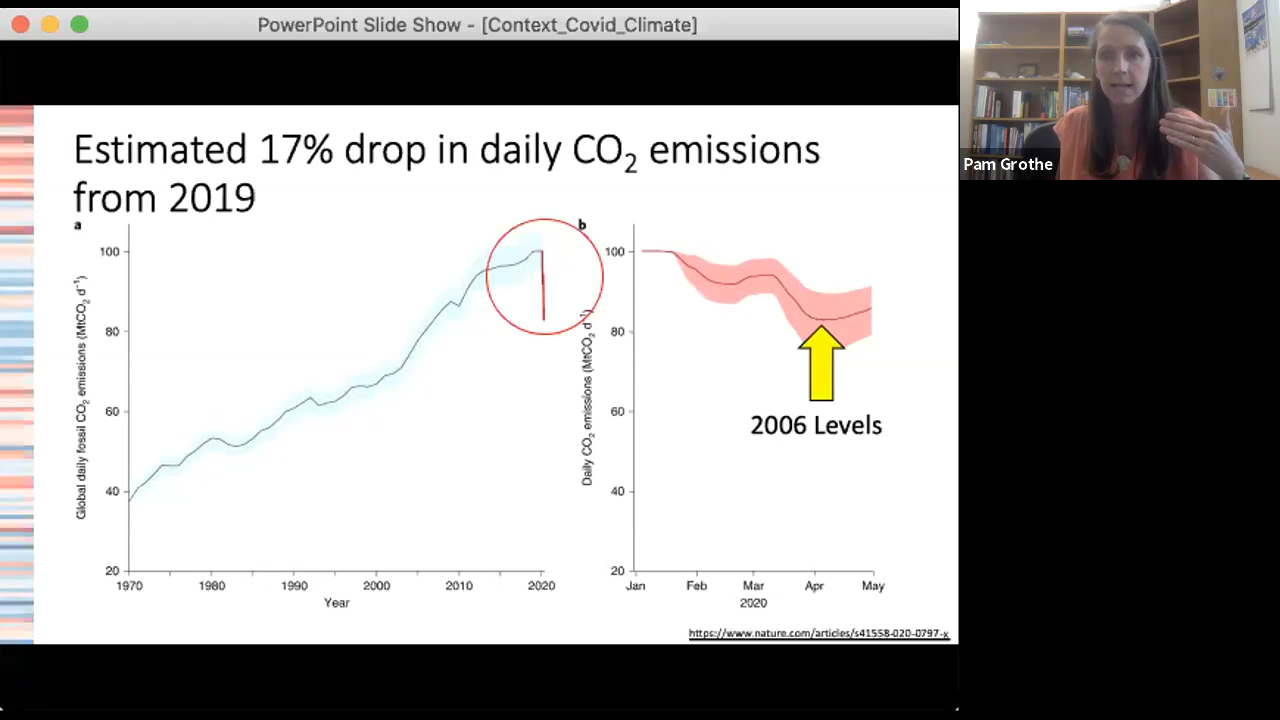 PowerPoint Slide Show - [Context_Covid_Climate]
Pam Grothe
Estimated 17% drop in daily CO₂ emissions
from 2019
a
100
80
60
40
20
Global daily fossil CO₂ emissions (MtCO₂ d⁻¹)
1970
1980
1990
2000
2010
2020
Year
b
100
80
60
40
20
Daily CO₂ emissions (MtCO₂ d⁻¹)
2006 Levels
Jan
Feb
Mar
Apr
May
2020
https://www.nature.com/articles/s41558-020-0797-x